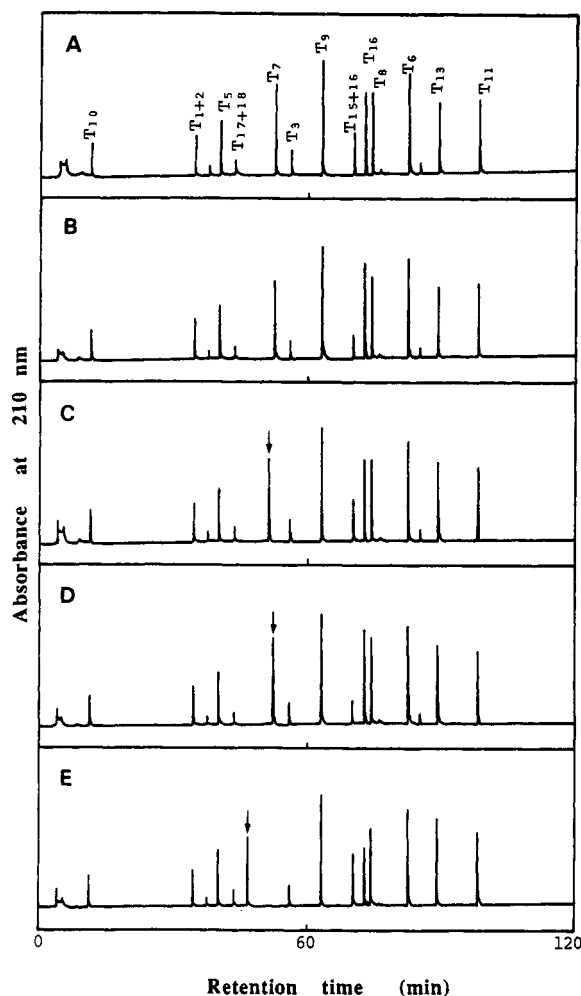 A
T10
T1+2
T5
T17+18
T7
T3
T9
T15+16
T16
T8
T6
T13
T11
B
C
D
E
Absorbance at 210 nm
0
60
120
Retention time (min)